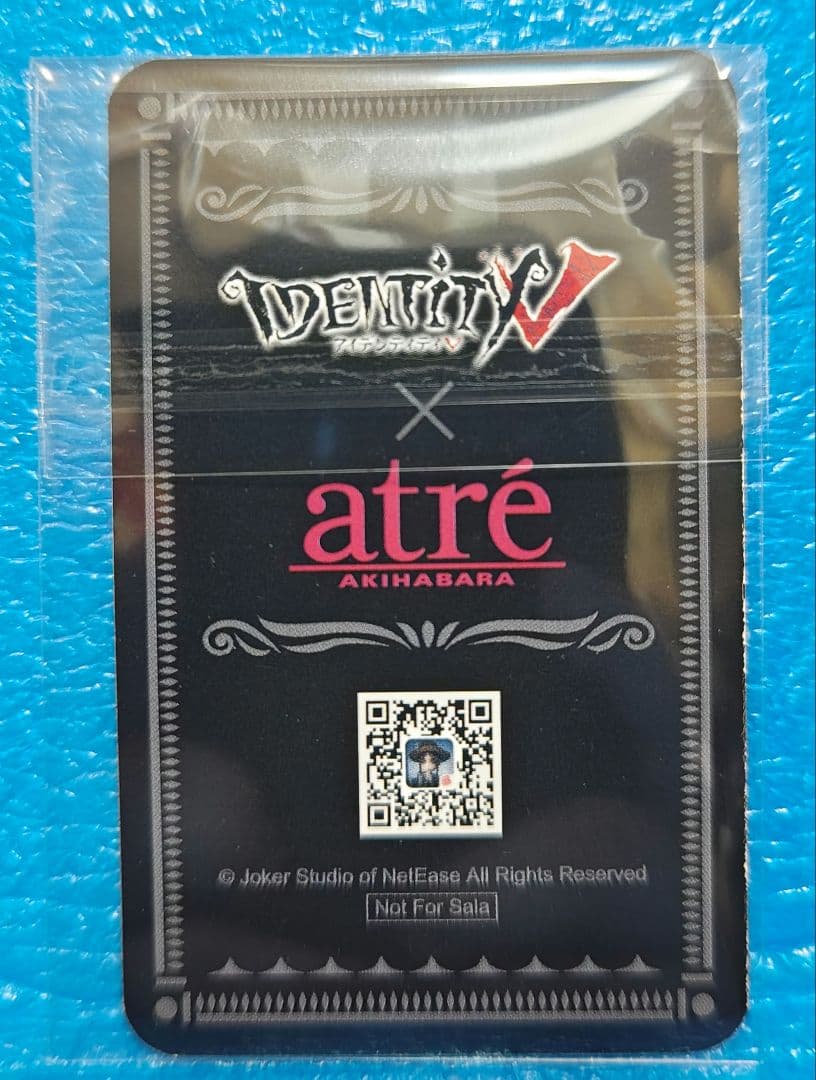 IDENTITY V
アイデンティティV
×
atré
AKIHABARA
© Joker Studio of NetEase All Rights Reserved
Not For Sala